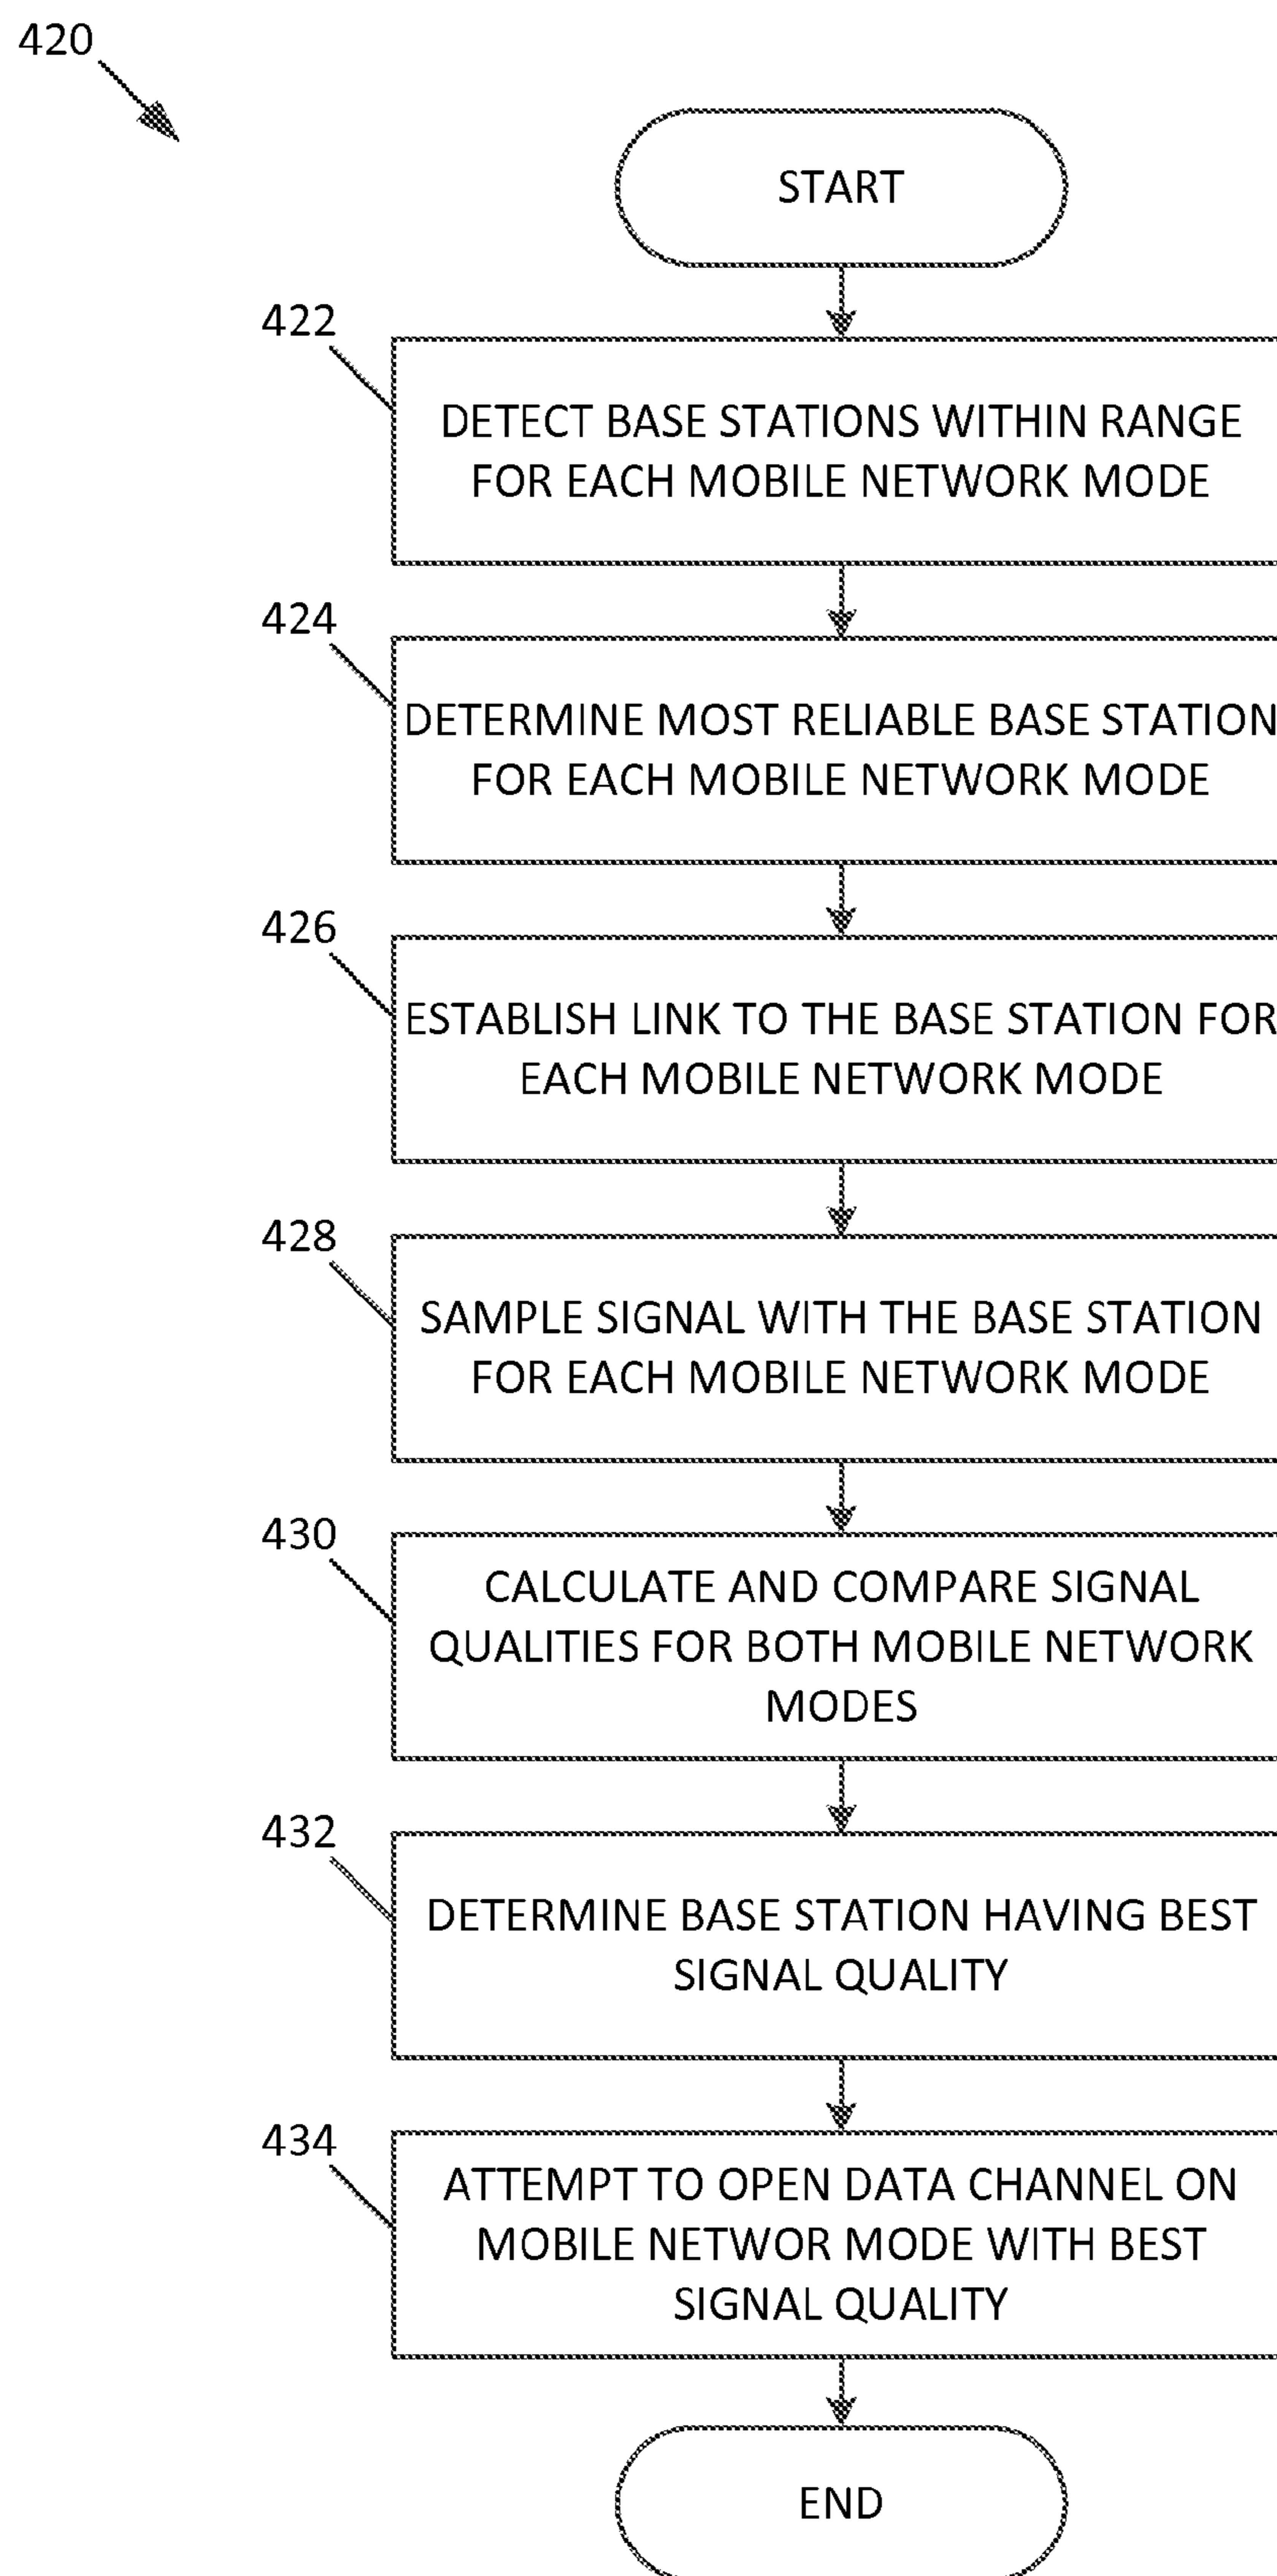 420
START
422
DETECT BASE STATIONS WITHIN RANGE
FOR EACH MOBILE NETWORK MODE
424
DETERMINE MOST RELIABLE BASE STATION
FOR EACH MOBILE NETWORK MODE
426
ESTABLISH LINK TO THE BASE STATION FOR
EACH MOBILE NETWORK MODE
428
SAMPLE SIGNAL WITH THE BASE STATION
FOR EACH MOBILE NETWORK MODE
430
CALCULATE AND COMPARE SIGNAL
QUALITIES FOR BOTH MOBILE NETWORK
MODES
432
DETERMINE BASE STATION HAVING BEST
SIGNAL QUALITY
434
ATTEMPT TO OPEN DATA CHANNEL ON
MOBILE NETWOR MODE WITH BEST
SIGNAL QUALITY
END